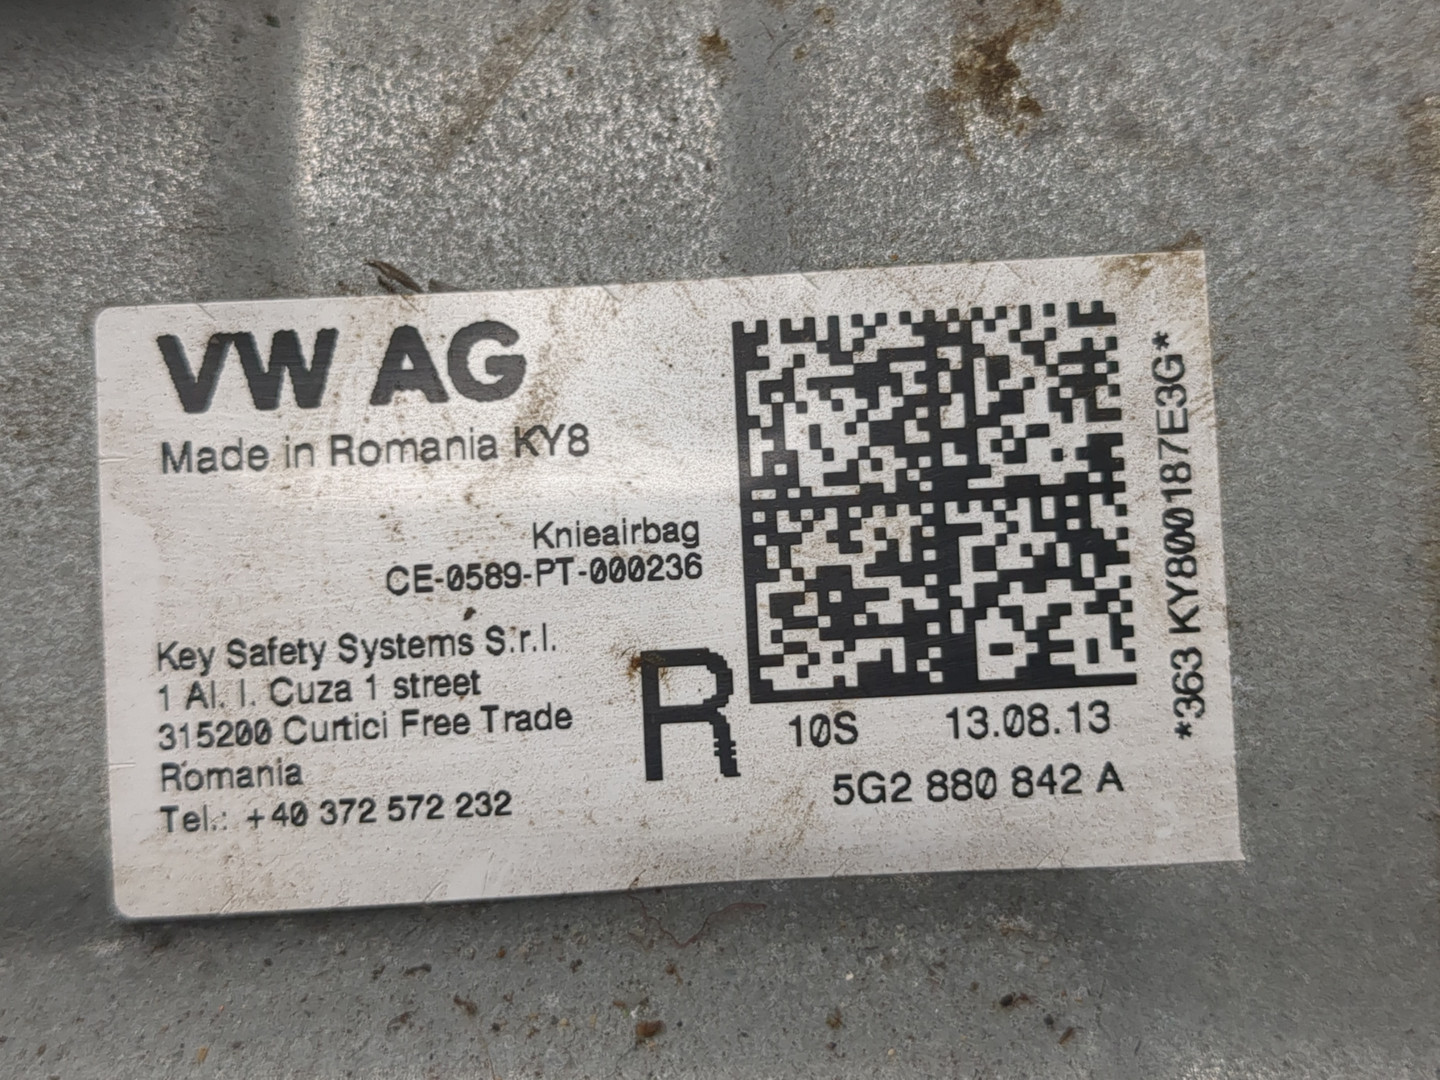 VW AG
Made in Romania KY8
Knieairbag
CE-0589-PT-000236
Key Safety Systems S.r.l.
1 Al. I. Cuza 1 street
315200 Curtici Free Trade
Romania
Tel.: +40 372 572 232
R
10S 13.08.13
5G2 880 842 A
*363 KY800187E3G*